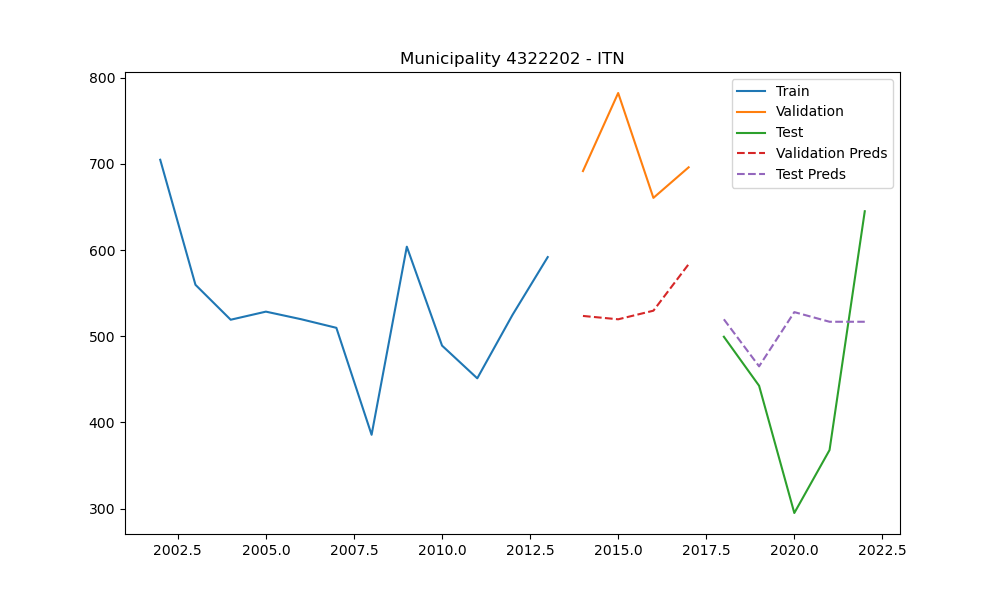 Municipality 4322202 - ITN
800
700
600
500
400
300
Train
Validation
Test
Validation Preds
Test Preds
2002.5 2005.0 2007.5 2010.0 2012.5 2015.0 2017.5 2020.0 2022.5